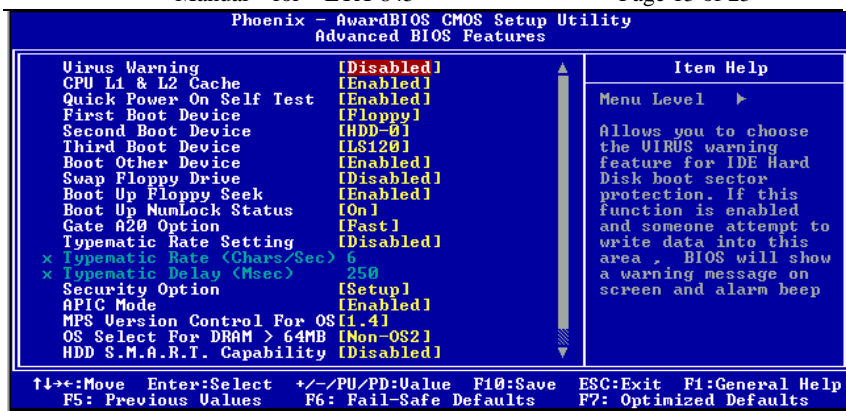 Page 15 of 25
Phoenix - AwardBIOS CMOS Setup Utility
Advanced BIOS Features
Virus Warning [Disabled]
CPU L1 & L2 Cache [Enabled]
Quick Power On Self Test [Enabled]
First Boot Device [Floppy]
Second Boot Device [HDD-0]
Third Boot Device [LS120]
Boot Other Device [Enabled]
Swap Floppy Drive [Disabled]
Boot Up Floppy Seek [Enabled]
Boot Up NumLock Status [On]
Gate A20 Option [Fast]
Typematic Rate Setting [Disabled]
x Typematic Rate (Chars/Sec) 6
x Typematic Delay (Msec) 250
Security Option [Setup]
APIC Mode [Enabled]
MPS Version Control For OS[1.4]
OS Select For DRAM > 64MB [Non-OS2]
HDD S.M.A.R.T. Capability [Disabled]
Item Help
Menu Level ►
Allows you to choose
the VIRUS warning
feature for IDE Hard
Disk boot sector
protection. If this
function is enabled
and someone attempt to
write data into this
area , BIOS will show
a warning message on
screen and alarm beep
↑↓→←:Move Enter:Select +/-/PU/PD:Value F10:Save ESC:Exit F1:General Help
F5: Previous Values F6: Fail-Safe Defaults F7: Optimized Defaults